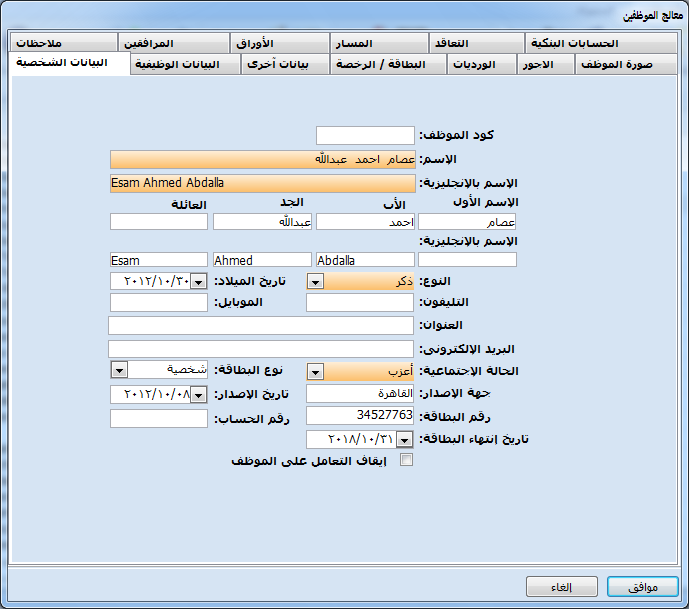 معالج الموظفين
الحسابات البنكية التعاقد المسار الأوراق المرافقين ملاحظات
صورة الموظف الاجور الورديات البطاقة / الرخصة بيانات أخرى البيانات الوظيفية البيانات الشخصية
كود الموظف:
الإسم: عصام احمد عبدالله
الإسم بالإنجليزية: Esam Ahmed Abdalla
الإسم الأول الأب الجد العائلة
عصام احمد عبدالله
الاسم بالإنجليزية:
Esam Ahmed Abdalla
النوع: ذكر تاريخ الميلاد: ٢٠١٢/١٠/٣٠
التليفون: الموبايل:
العنوان:
البريد الإلكترونى:
الحالة الإجتماعية: أعزب نوع البطاقة: شخصية
جهة الإصدار: القاهرة تاريخ الإصدار: ٢٠١٢/١٠/٠٨
رقم البطاقة: 34527763 رقم الحساب:
تاريخ إنتهاء البطاقة: ٢٠١٨/١٠/٣١
إيقاف التعامل على الموظف
موافق إلغاء